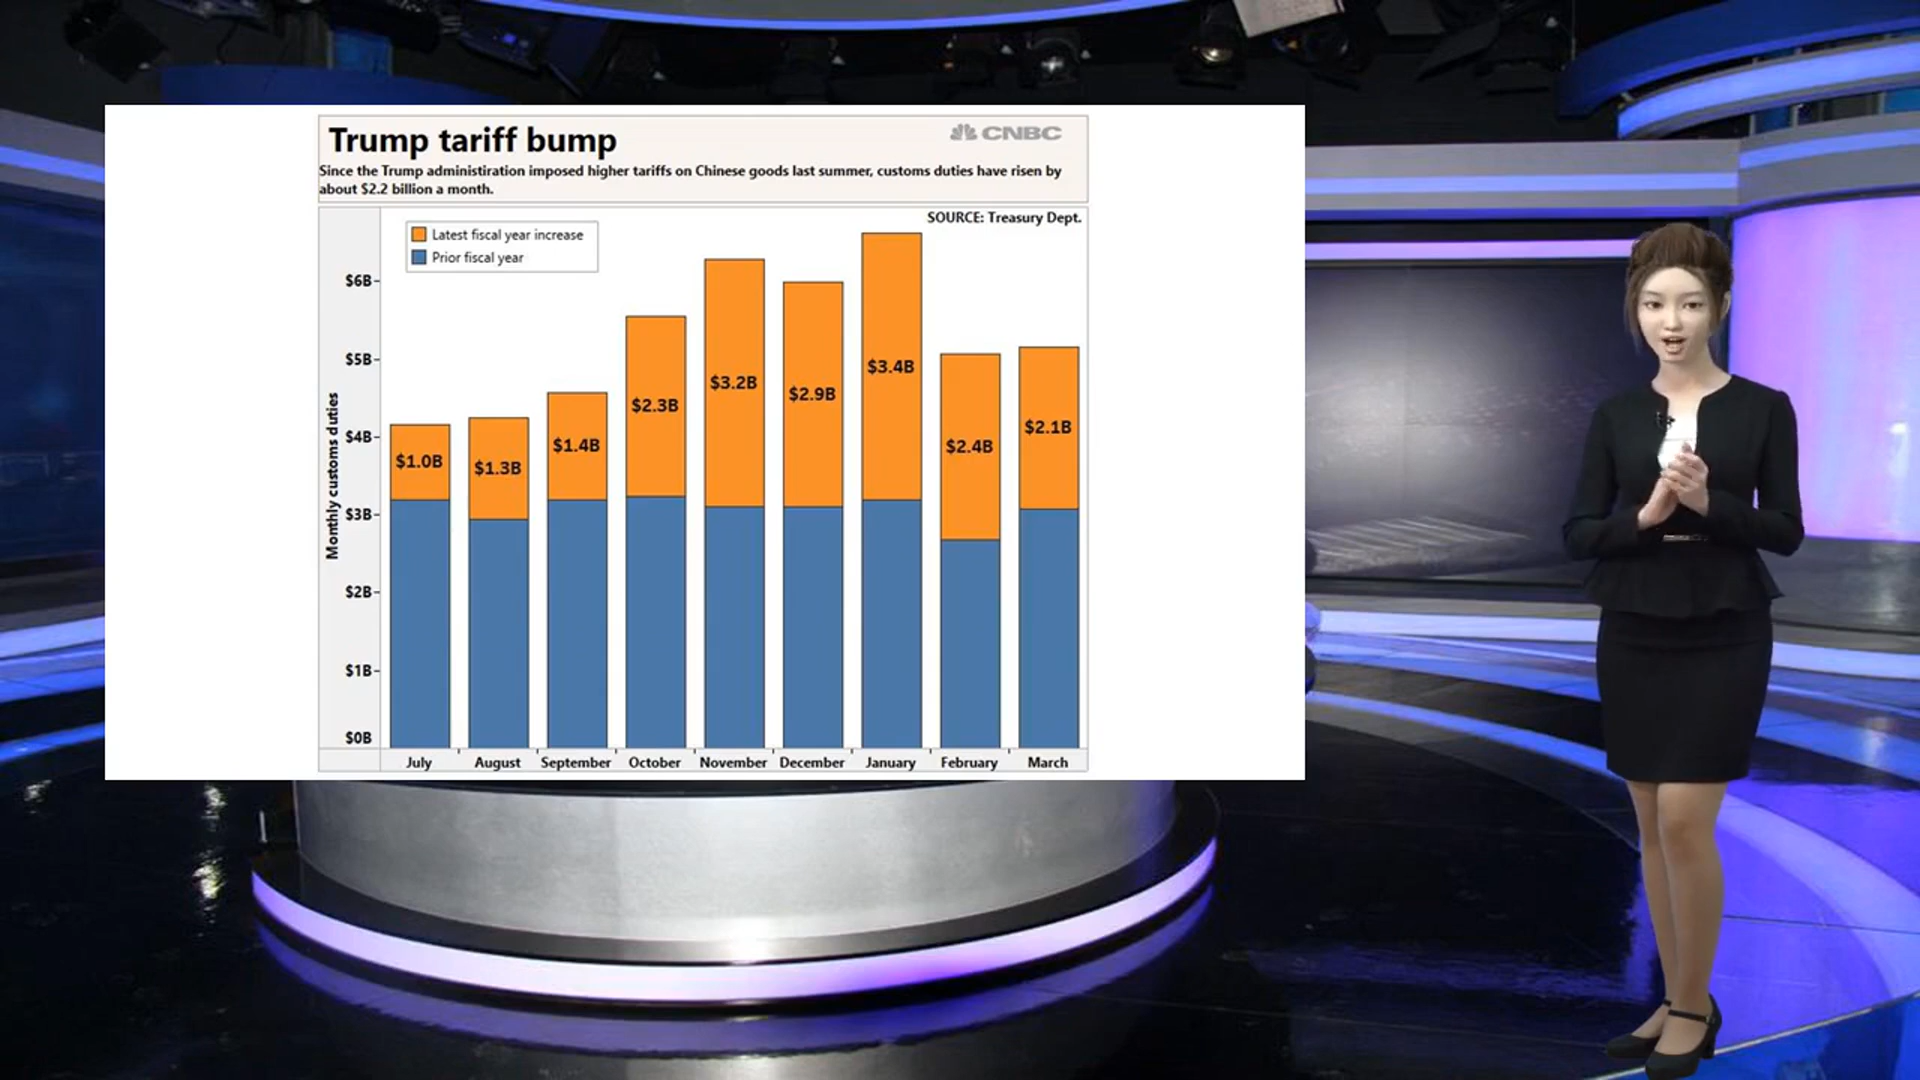 Trump tariff bump
CNBC
Since the Trump administiration imposed higher tariffs on Chinese goods last summer, customs duties have risen by
about $2.2 billion a month.
SOURCE: Treasury Dept.
Latest fiscal year increase
Prior fiscal year
Monthly customs duties
$6B
$5B
$4B
$3B
$2B
$1B
$0B
$1.0B
$1.3B
$1.4B
$2.3B
$3.2B
$2.9B
$3.4B
$2.4B
$2.1B
July August September October November December January February March